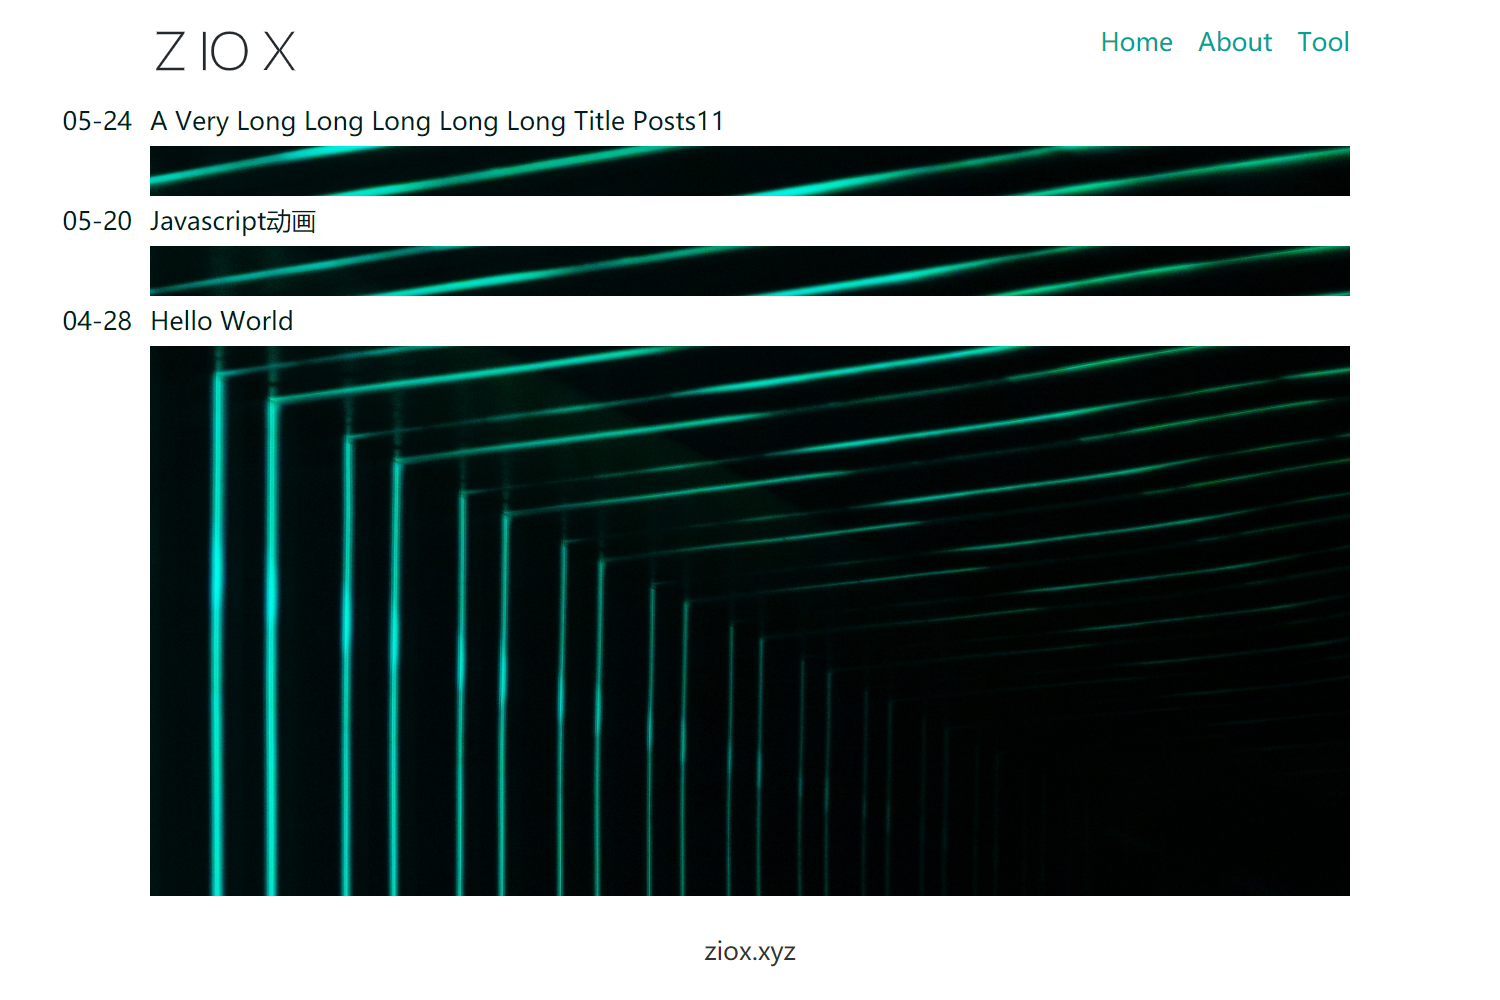 ZIO X
Home About Tool
05-24 A Very Long Long Long Long Long Title Posts11
05-20 Javascript动画
04-28 Hello World
ziox.xyz